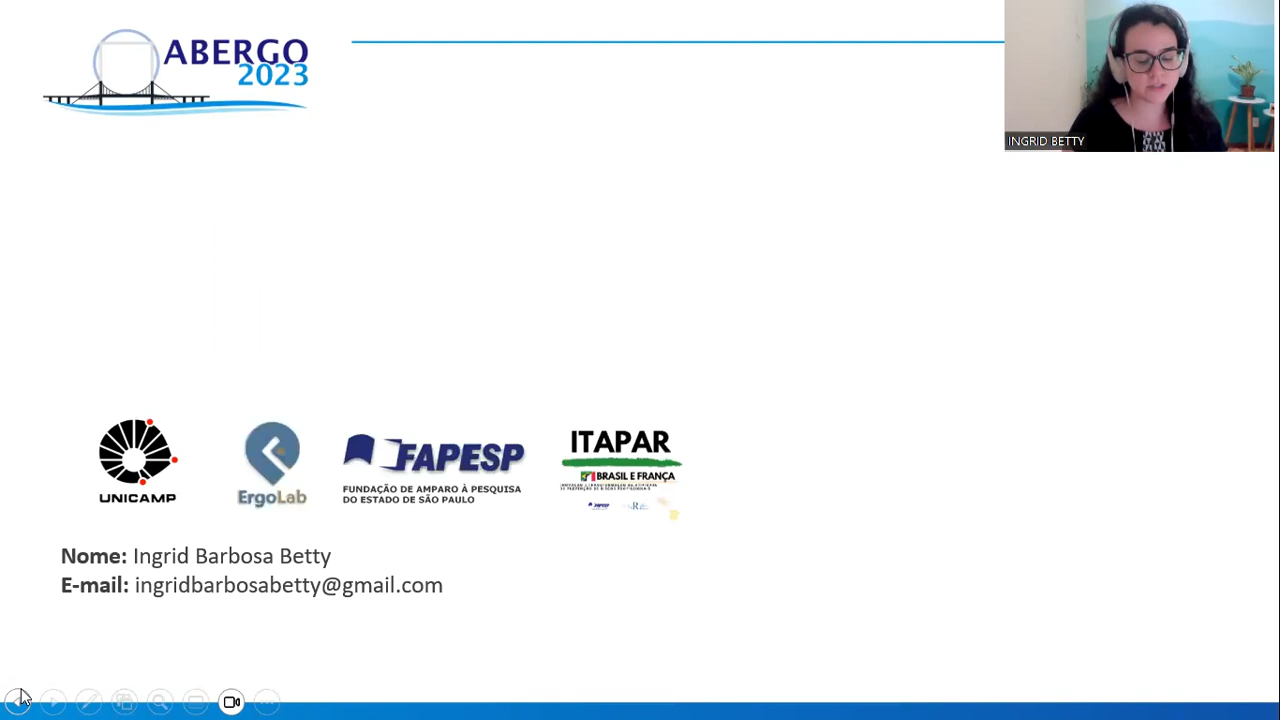 ABERGO
2023
INGRID BETTY
UNICAMP
ErgoLab
FAPESP
FUNDAÇÃO DE AMPARO À PESQUISA
DO ESTADO DE SÃO PAULO
ITAPAR
BRASIL E FRANÇA
FAPESP
Nome: Ingrid Barbosa Betty
E-mail: ingridbarbosabetty@gmail.com